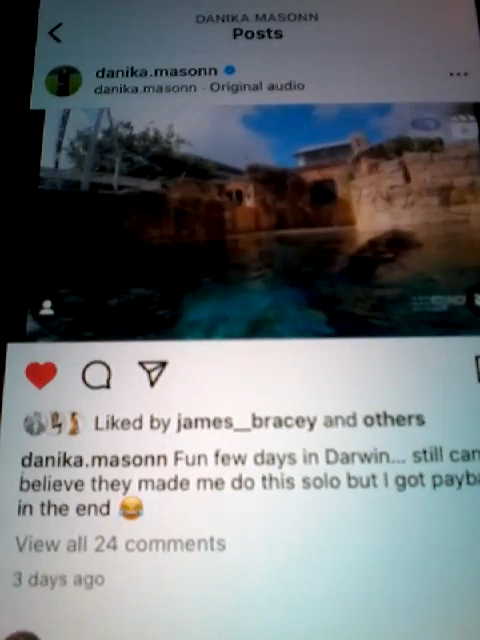 DANIKA.MASONN
Posts
danika.masonn
danika.masonn · Original audio
Liked by james__bracey and others
danika.masonn Fun few days in Darwin... still can
believe they made me do this solo but I got payba
in the end 😂
View all 24 comments
3 days ago